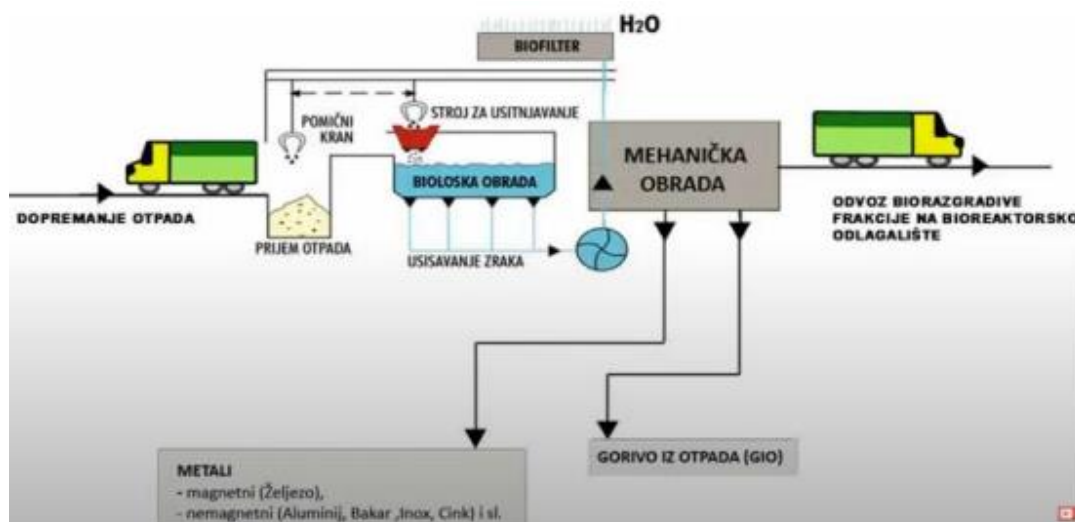 H2O
BIOFILTER
STROJ ZA USITNJAVANJE
POMIČNI
KRAN
MEHANIČKA
OBRADA
BIOLOSKA OBRADA
DOPREMANJE OTPADA
PRIJEM OTPADA
USISAVANJE ZRAKA
ODVOZ BIORAZGRADIVE
FRAKCIJE NA BIOREAKTORSKO
ODLAGALIŠTE
GORIVO IZ OTPADA (GIO)
METALI
- magnetni (Željezo),
- nemagnetni (Aluminij, Bakar ,Inox, Cink) i sl.